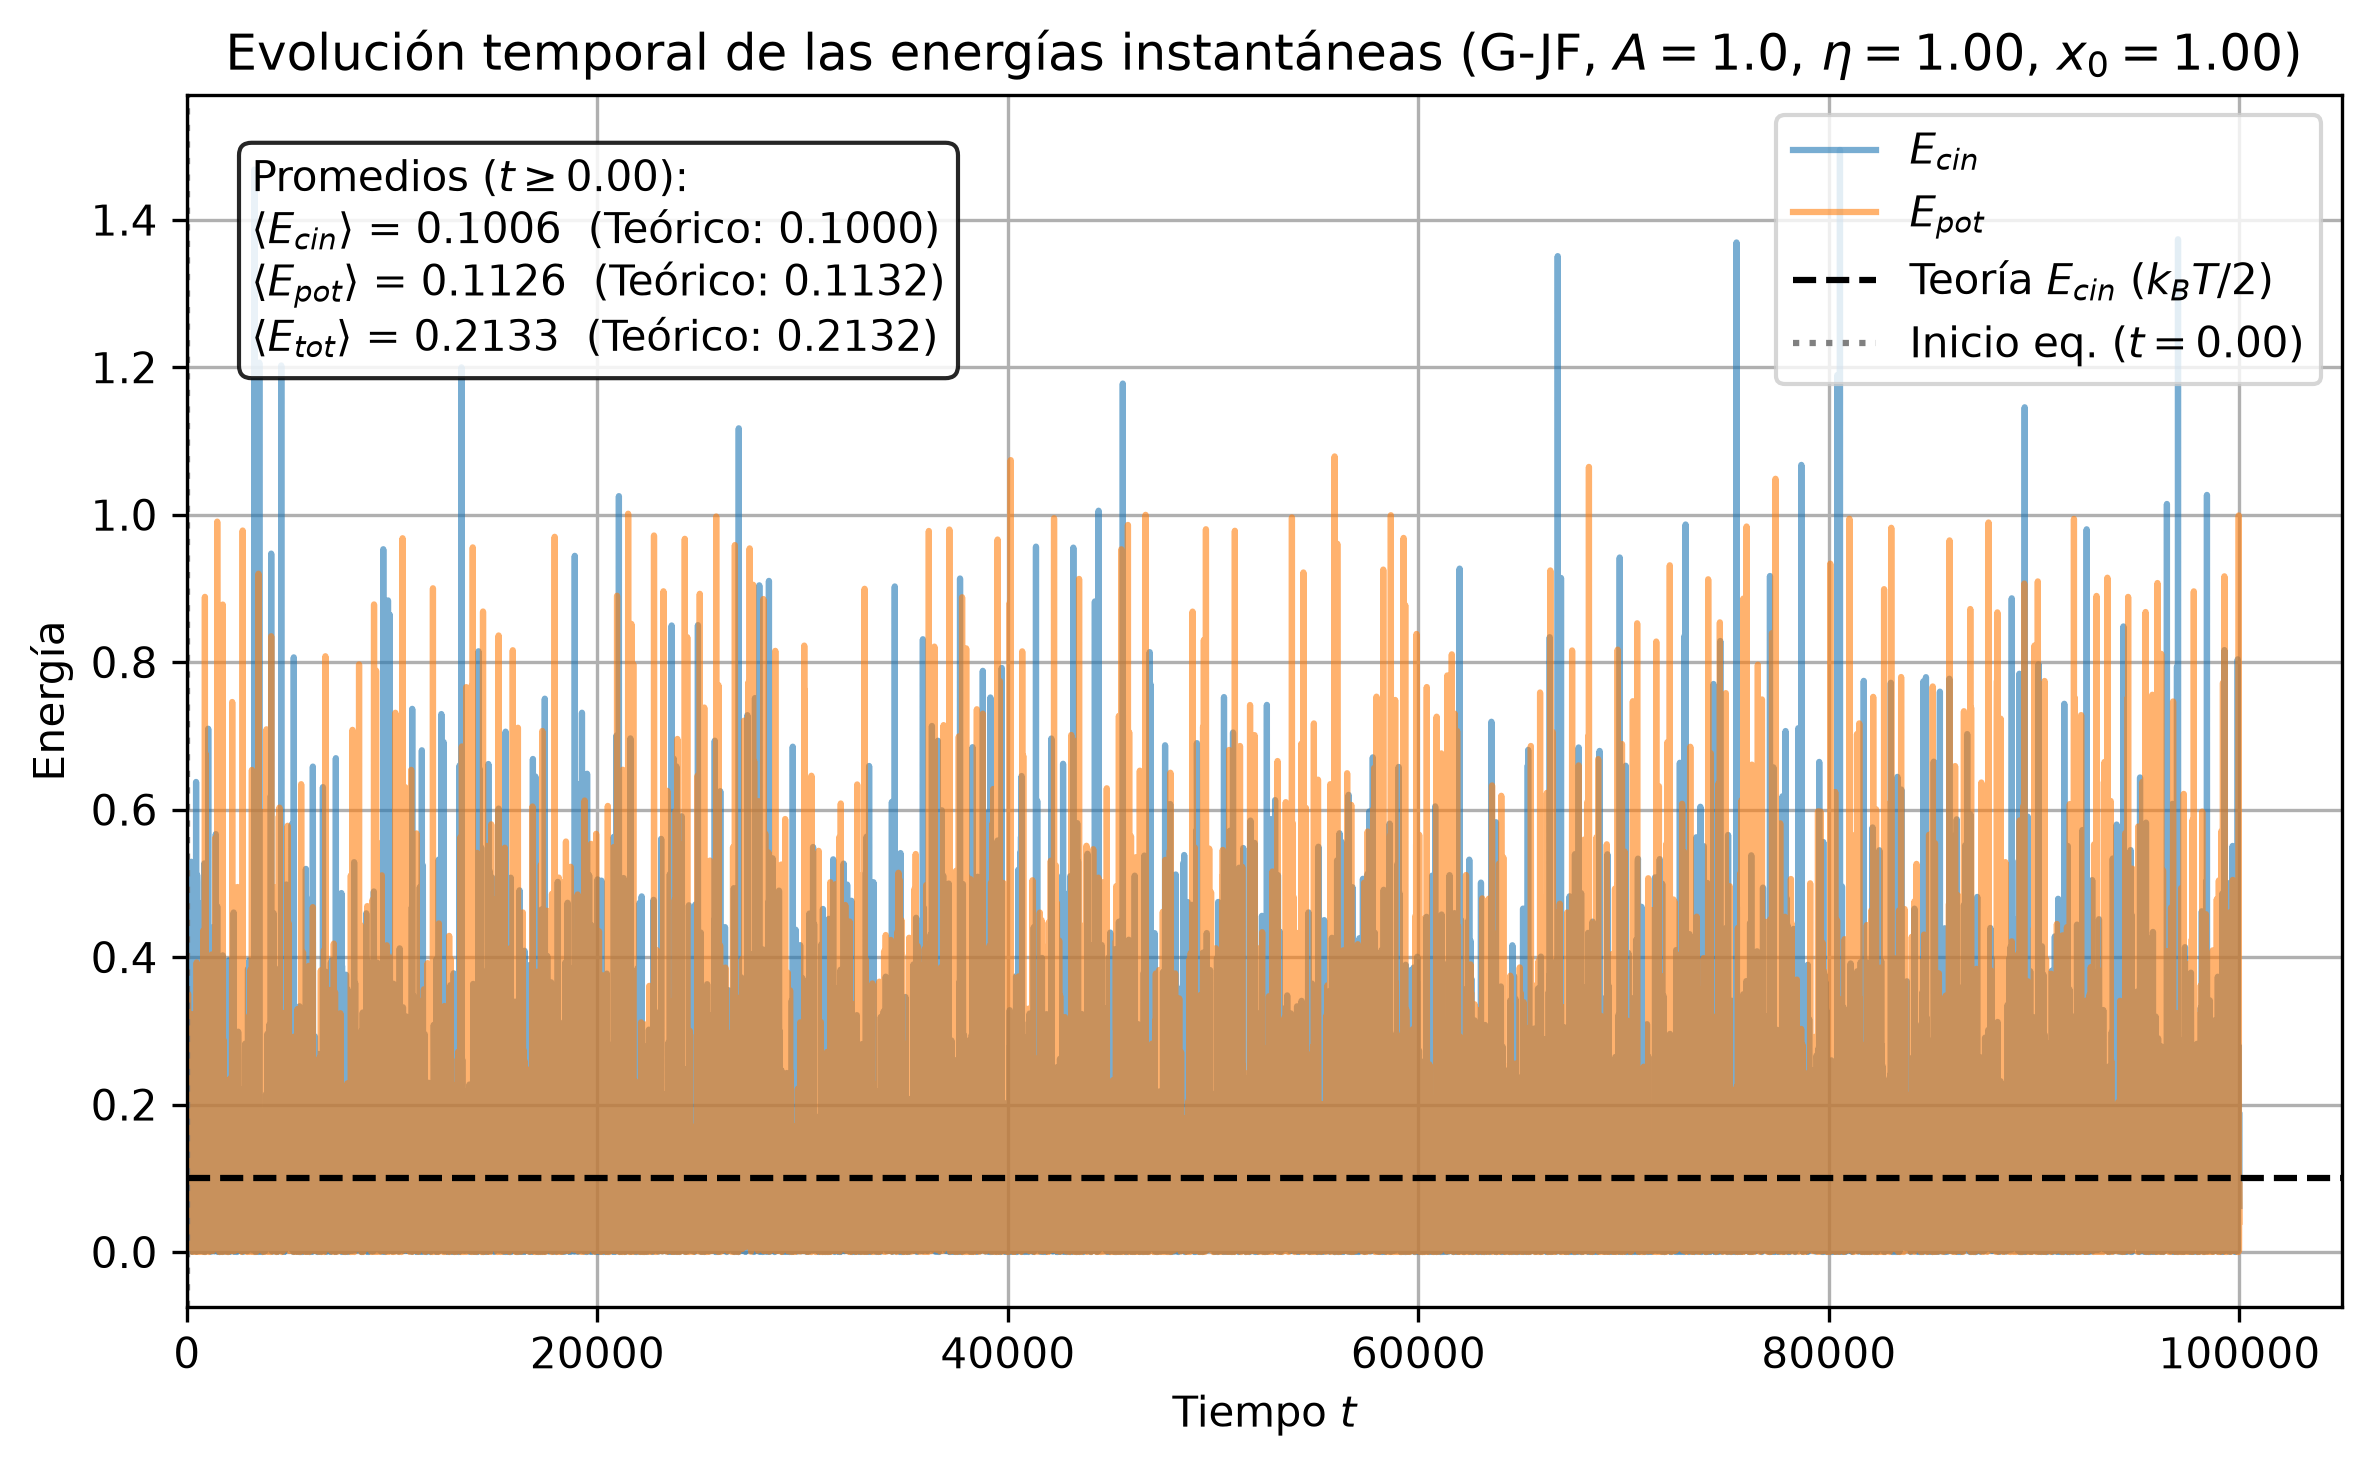 Evolución temporal de las energías instantáneas (G-JF, A = 1.0, η = 1.00, x₀ = 1.00)
Promedios (t ≥ 0.00):
⟨E_cin⟩ = 0.1006 (Teórico: 0.1000)
⟨E_pot⟩ = 0.1126 (Teórico: 0.1132)
⟨E_tot⟩ = 0.2133 (Teórico: 0.2132)
E_cin
E_pot
Teoría E_cin (k_BT/2)
Inicio eq. (t = 0.00)
Energía
1.4
1.2
1.0
0.8
0.6
0.4
0.2
0.0
0
20000
40000
60000
80000
100000
Tiempo t